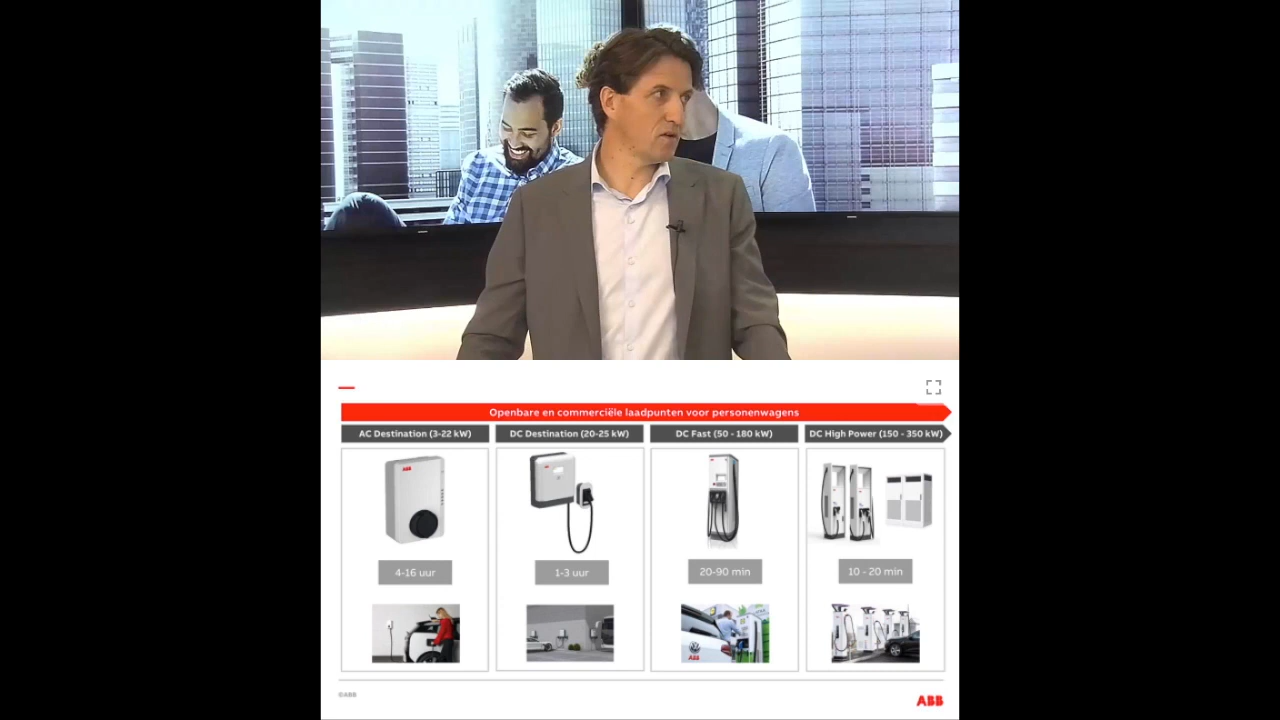 Openbare en commerciële laadpunten voor personenwagens
AC Destination (3-22 kW)
DC Destination (20-25 kW)
DC Fast (50 - 180 kW)
DC High Power (150 - 350 kW)
ABB
4-16 uur
1-3 uur
20-90 min
10 - 20 min
ABB
©ABB
ABB